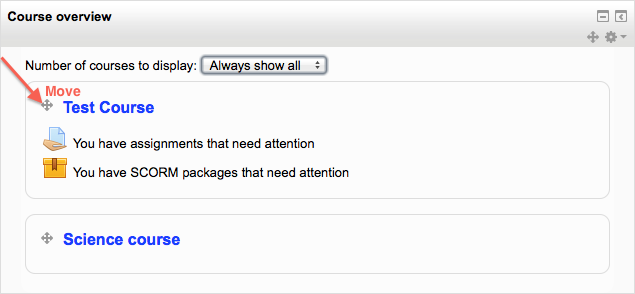 Course overview
Number of courses to display: Always show all
Move
Test Course
You have assignments that need attention
You have SCORM packages that need attention
Science course